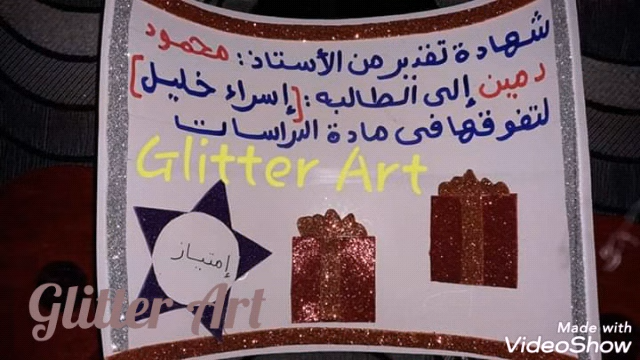 شهادة تقدير من الأستاذ: محمود
دمين إلى الطالبه: [إسراء خليل]
لتفوقها فى مادة الدراسات
Glitter Art
إمتياز
Glitter Art
Made with
VideoShow